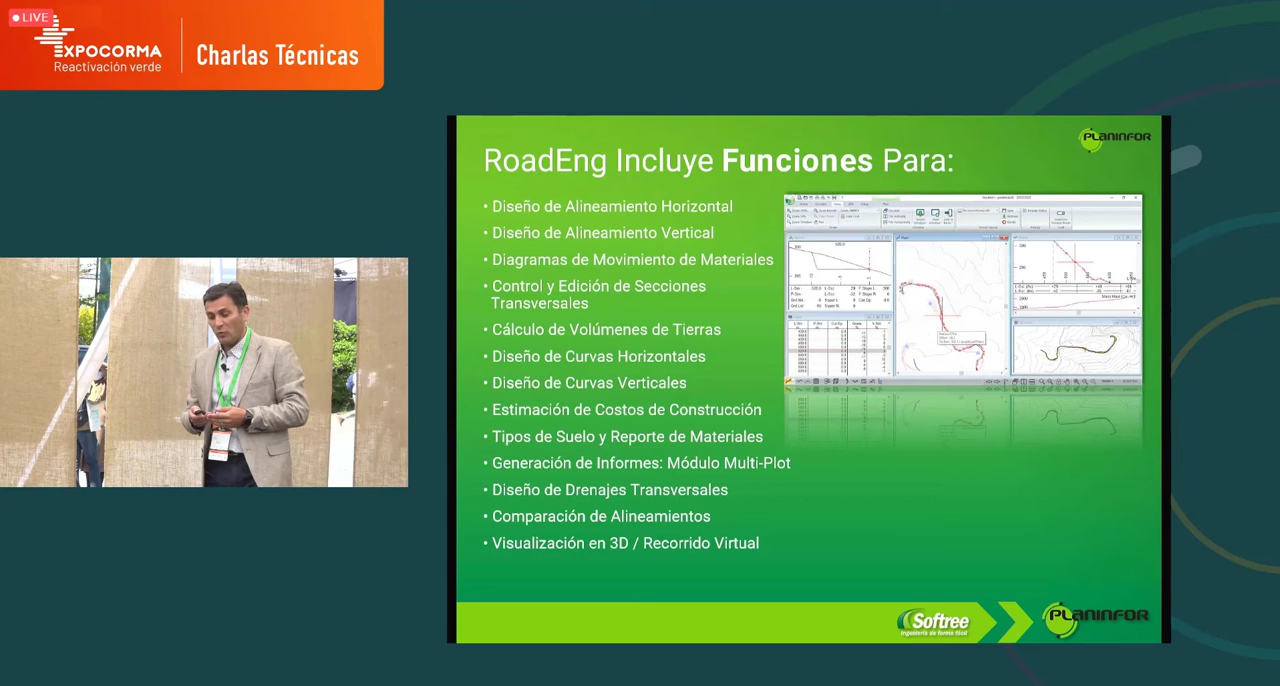 LIVE
EXPOCORMA
Reactivación verde
Charlas Técnicas
PLANINFOR
RoadEng Incluye Funciones Para:
• Diseño de Alineamiento Horizontal
• Diseño de Alineamiento Vertical
• Diagramas de Movimiento de Materiales
• Control y Edición de Secciones
Transversales
• Cálculo de Volúmenes de Tierras
• Diseño de Curvas Horizontales
• Diseño de Curvas Verticales
• Estimación de Costos de Construcción
• Tipos de Suelo y Reporte de Materiales
• Generación de Informes: Módulo Multi-Plot
• Diseño de Drenajes Transversales
• Comparación de Alineamientos
• Visualización en 3D / Recorrido Virtual
Softree
Ingeniería de forma fácil
PLANINFOR